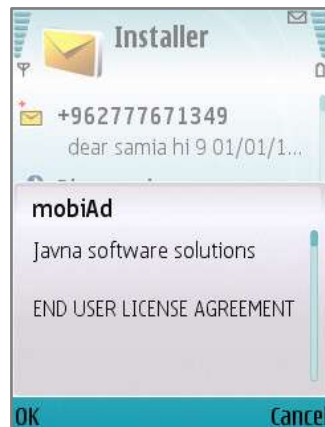 Installer
+962777671349
dear samia hi 9 01/01/1...
mobiAd
Javna software solutions
END USER LICENSE AGREEMENT
OK Cance